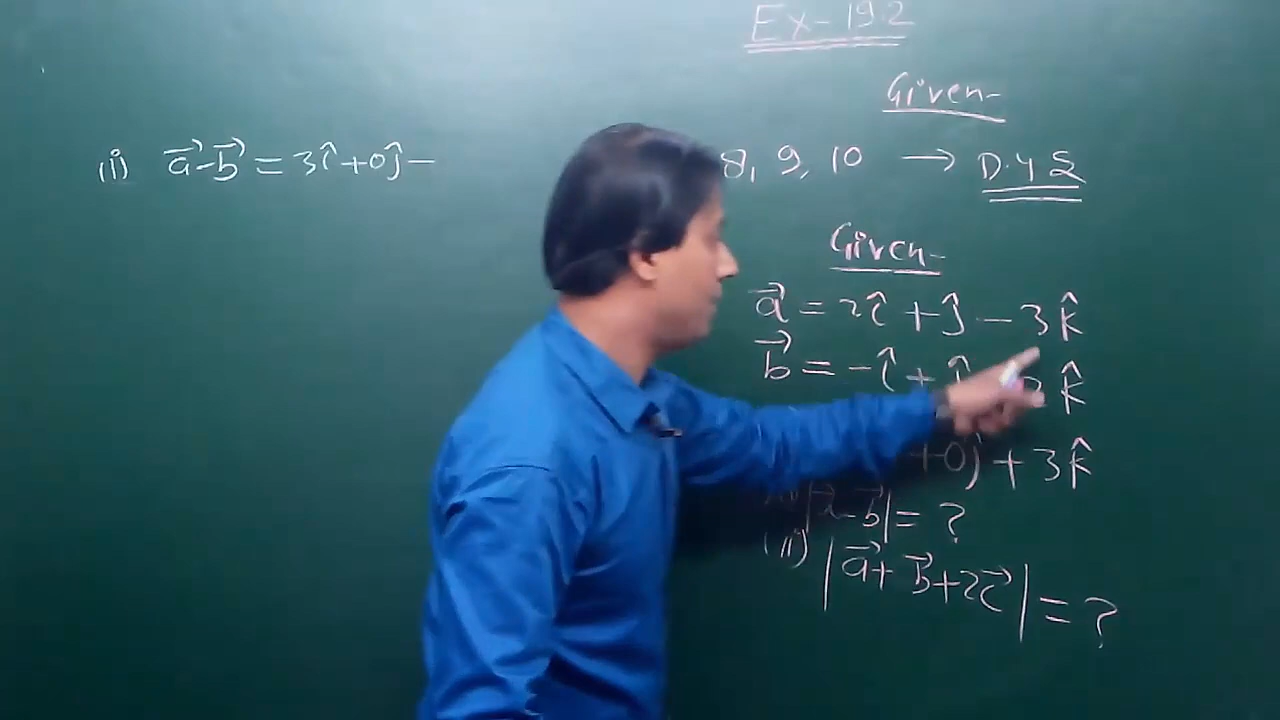 Ex-19.2
Given-
(ii) a⃗-b⃗ = 3î+0ĵ-
8, 9, 10 → D.Y.S
Given-
a⃗ = 2î + ĵ - 3k̂
b⃗ = -î + ĵ k̂
+0ĵ + 3k̂
|a⃗-b⃗| = ?
(ii) |a⃗+b⃗+2c⃗| = ?